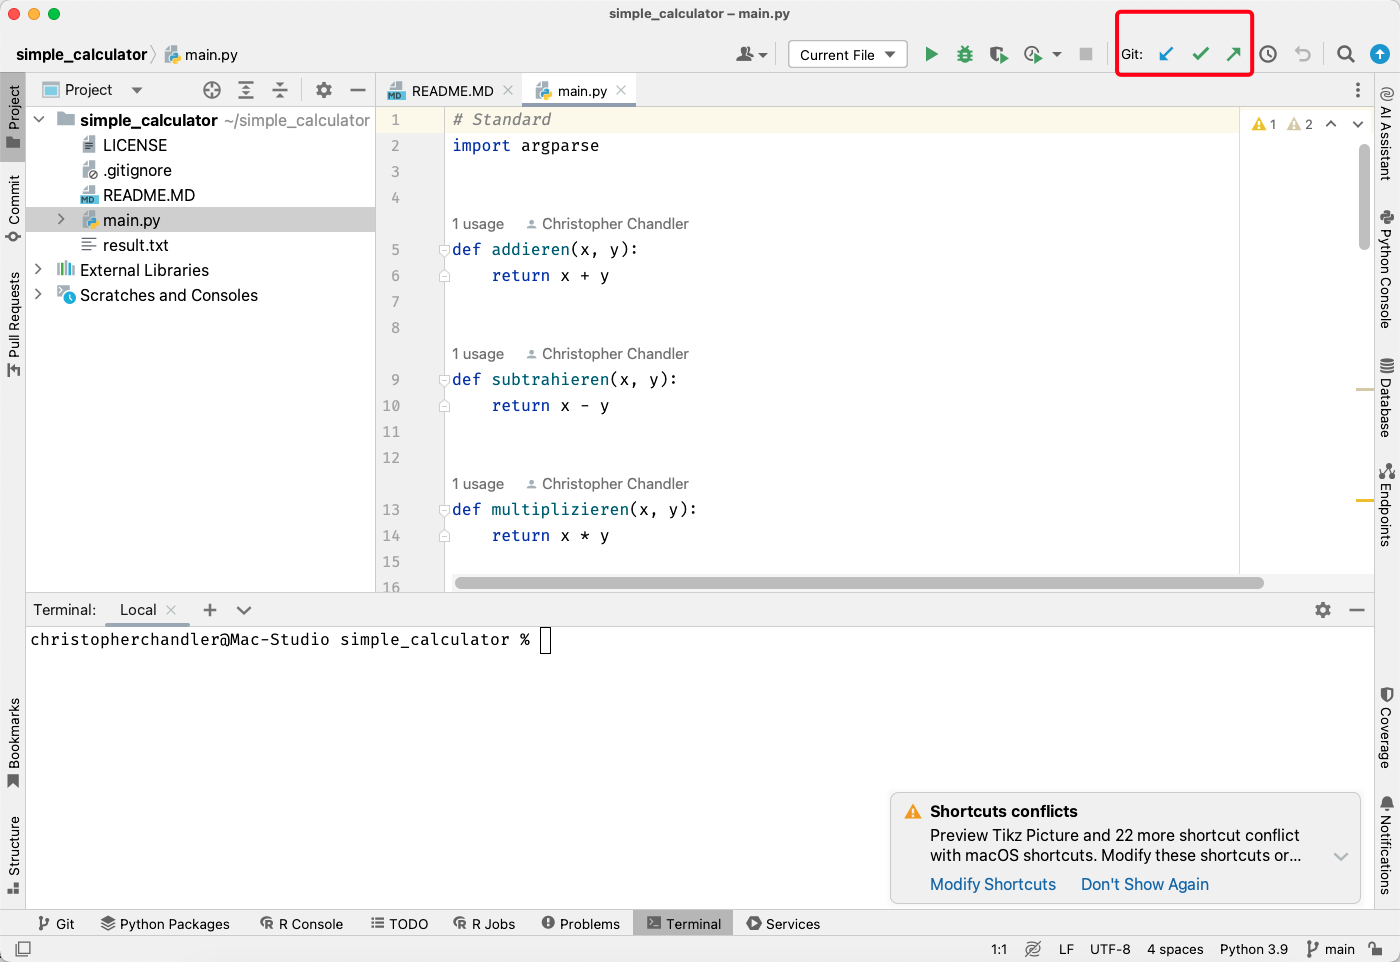 simple_calculator – main.py
simple_calculator
main.py
Current File
Git:
Project
Commit
Pull Requests
Bookmarks
Structure
Project
simple_calculator ~/simple_calculator
LICENSE
.gitignore
MD README.MD
main.py
result.txt
External Libraries
Scratches and Consoles
MD README.MD
main.py
1 # Standard
2 import argparse
3
4
1 usage Christopher Chandler
5 def addieren(x, y):
6 return x + y
7
8
1 usage Christopher Chandler
9 def subtrahieren(x, y):
10 return x - y
11
12
1 usage Christopher Chandler
13 def multiplizieren(x, y):
14 return x * y
15
16
1 2
AI Assistant
Python Console
Database
Endpoints
Coverage
Notifications
Terminal: Local
christopherchandler@Mac-Studio simple_calculator %
Shortcuts conflicts
Preview Tikz Picture and 22 more shortcut conflict
with macOS shortcuts. Modify these shortcuts or...
Modify Shortcuts Don't Show Again
Git Python Packages R Console TODO R Jobs Problems Terminal Services
1:1 LF UTF-8 4 spaces Python 3.9 main